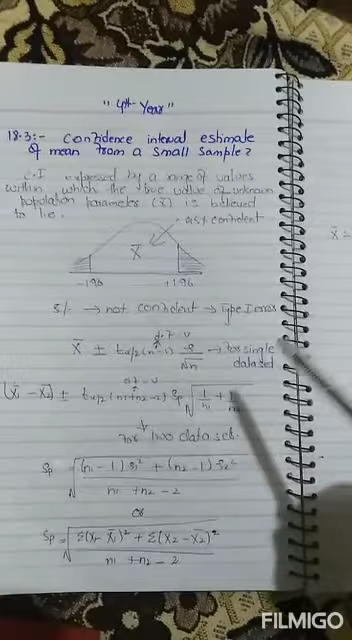 "4th Year"
18.3:- Confidence interval estimate
of mean from a small sample?
C.I expressed by a range of values
within which the true value of unknown
population parameter (x̄) is believed
to lie.
95% confident
X̄
-1.96 +1.96
5% → not confident → Type I error
d.f v
X̄ ± tα/2 (n-1) s/√n → For single
data set
d.f = v
(X̄1 - X̄2) ± tα/2 (n1+n2-2) Sp √(1/n1 + 1/n2)
↓
For two data set.
Sp = √((n1-1)s1² + (n2-1)s2² / n1+n2-2)
or
Sp = √(Σ(X1-X̄1)² + Σ(X2-X̄2)² / n1+n2-2)
X̄ =
FILMIGO